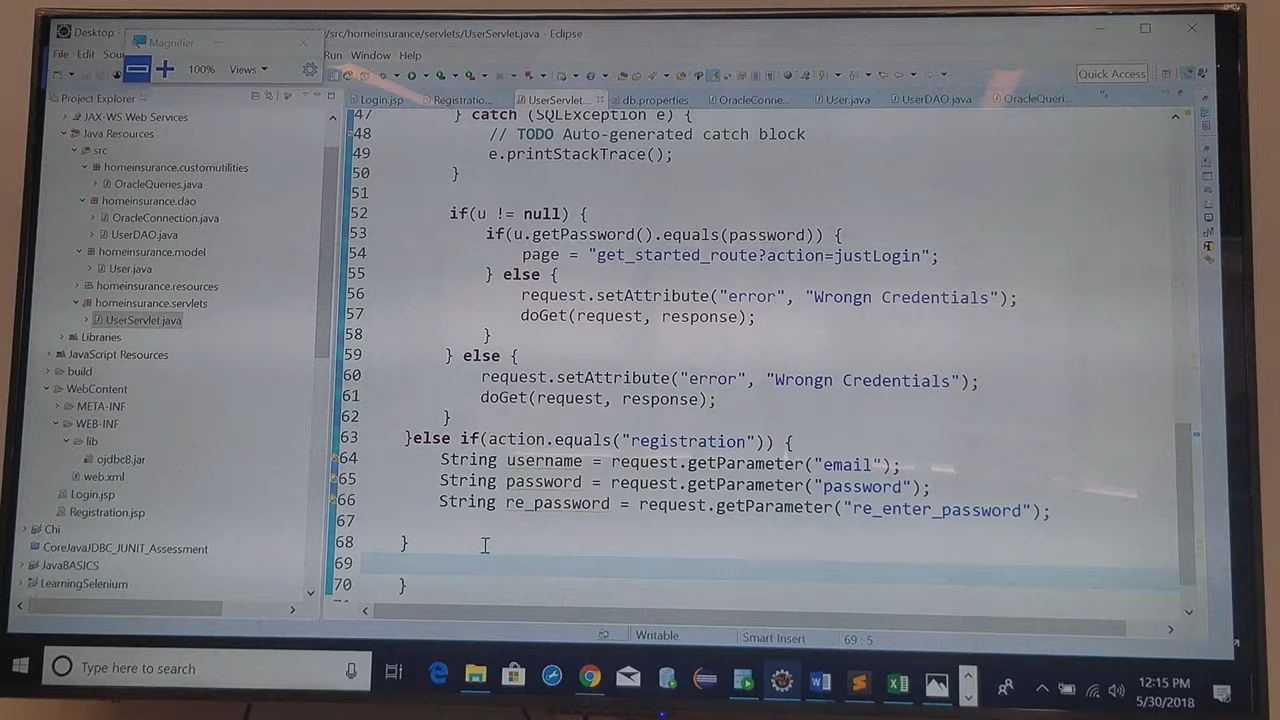 Desktop
/src/homeinsurance/servlets/UserServlet.java - Eclipse
Magnifier
File Edit Sour
Run Window Help
100% Views
Quick Access
Project Explorer
JAX-WS Web Services
Java Resources
src
homeinsurance.customutilities
OracleQueries.java
homeinsurance.dao
OracleConnection.java
UserDAO.java
homeinsurance.model
User.java
homeinsurance.resources
homeinsurance.servlets
UserServlet.java
Libraries
JavaScript Resources
build
WebContent
META-INF
WEB-INF
lib
ojdbc8.jar
web.xml
Login.jsp
Registration.jsp
Chi
CoreJavaJDBC_JUNIT_Assessment
JavaBASICS
LearningSelenium
Login.jsp Registratio... UserServlet... db.properties OracleConne... User.java UserDAO.java OracleQueri...
47 } catch (SQLException e) {
48 // TODO Auto-generated catch block
49 e.printStackTrace();
50 }
51
52 if(u != null) {
53 if(u.getPassword().equals(password)) {
54 page = "get_started_route?action=justLogin";
55 } else {
56 request.setAttribute("error", "Wrongn Credentials");
57 doGet(request, response);
58 }
59 } else {
60 request.setAttribute("error", "Wrongn Credentials");
61 doGet(request, response);
62 }
63 }else if(action.equals("registration")) {
64 String username = request.getParameter("email");
65 String password = request.getParameter("password");
66 String re_password = request.getParameter("re_enter_password");
67
68 }
69
70 }
Writable Smart Insert 69 : 5
Type here to search
12:15 PM
5/30/2018